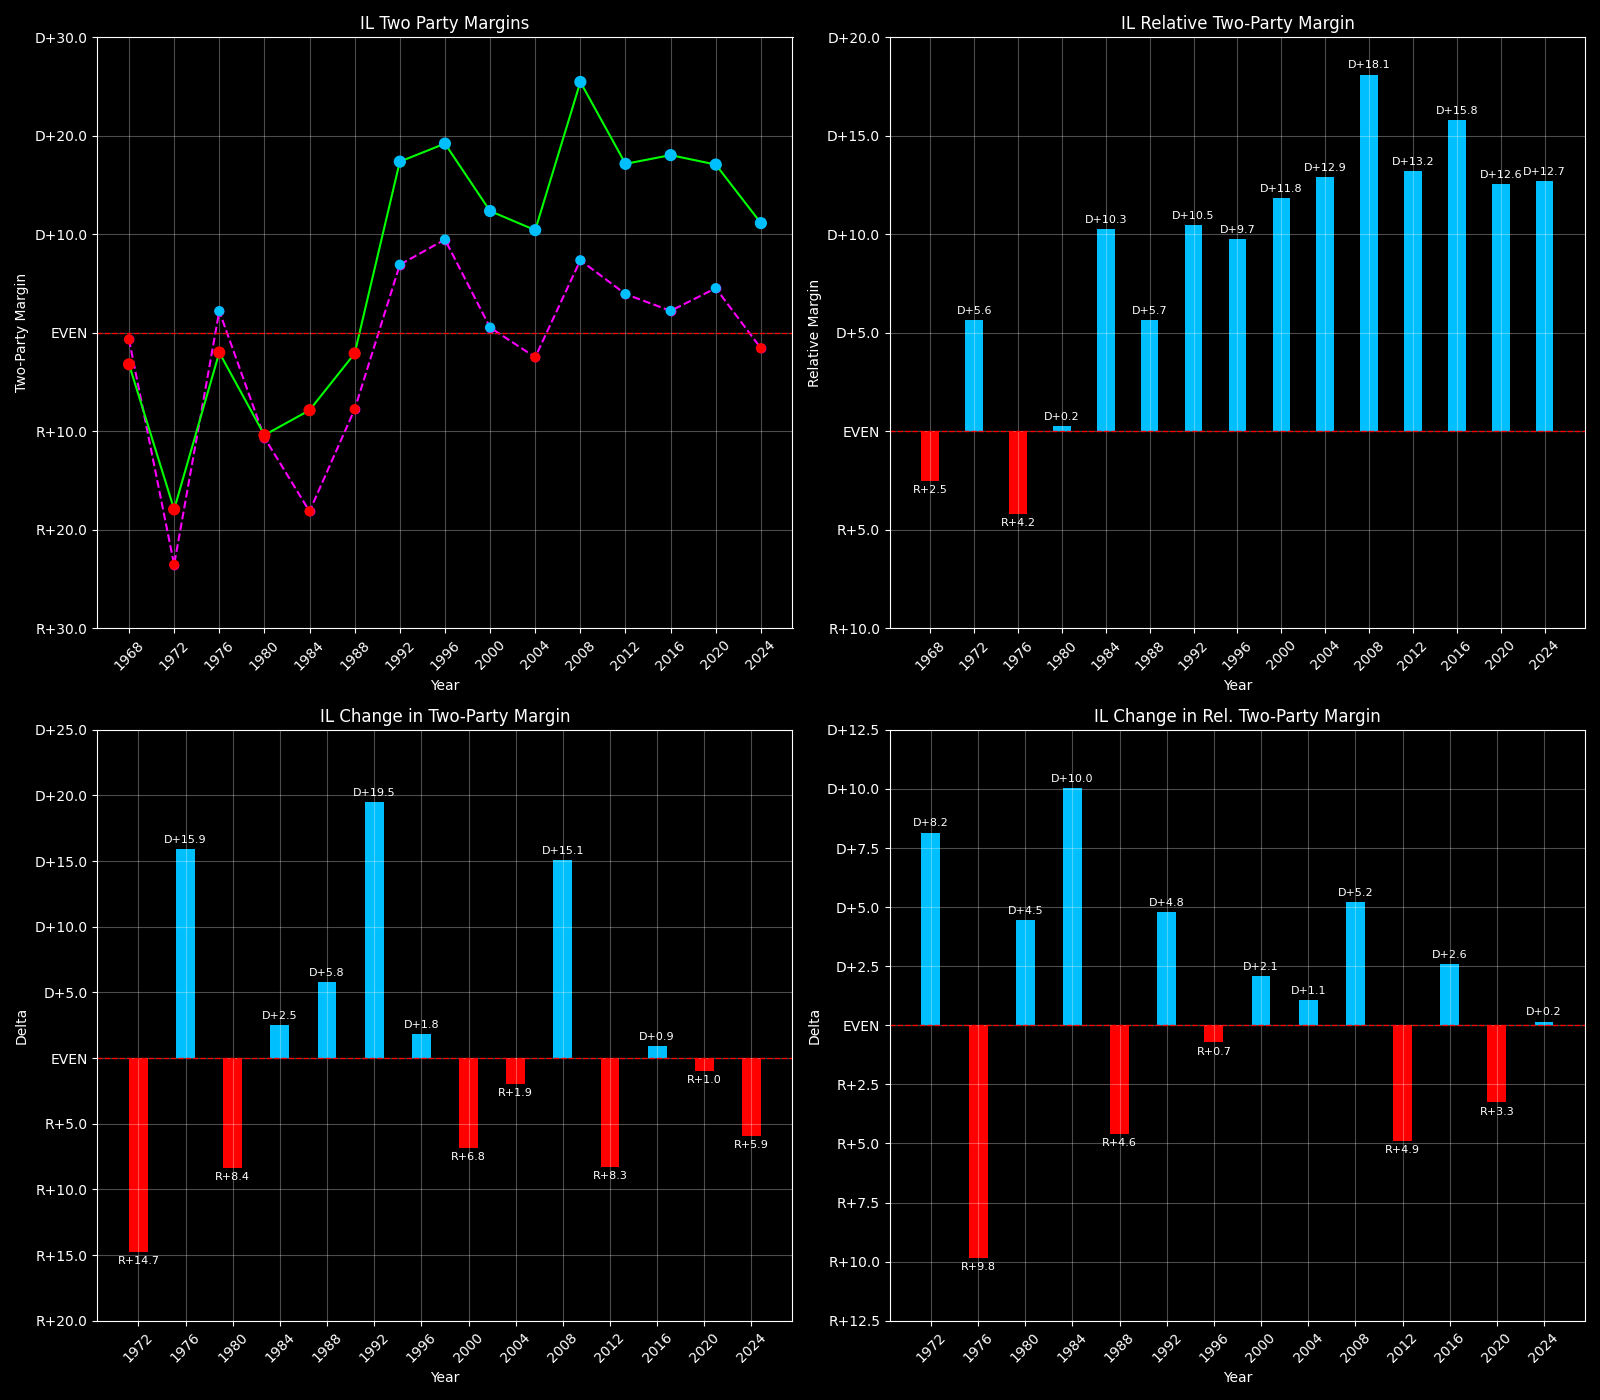 IL Two Party Margins
D+30.0
D+20.0
D+10.0
EVEN
R+10.0
R+20.0
R+30.0
Two-Party Margin
1968 1972 1976 1980 1984 1988 1992 1996 2000 2004 2008 2012 2016 2020 2024
Year
IL Relative Two-Party Margin
D+20.0
D+15.0
D+10.0
D+5.0
EVEN
R+5.0
R+10.0
Relative Margin
R+2.5
D+5.6
R+4.2
D+0.2
D+10.3
D+5.7
D+10.5
D+9.7
D+11.8
D+12.9
D+18.1
D+13.2
D+15.8
D+12.6
D+12.7
1968 1972 1976 1980 1984 1988 1992 1996 2000 2004 2008 2012 2016 2020 2024
Year
IL Change in Two-Party Margin
D+25.0
D+20.0
D+15.0
D+10.0
D+5.0
EVEN
R+5.0
R+10.0
R+15.0
R+20.0
Delta
R+14.7
D+15.9
R+8.4
D+2.5
D+5.8
D+19.5
D+1.8
R+6.8
R+1.9
D+15.1
R+8.3
D+0.9
R+1.0
R+5.9
1972 1976 1980 1984 1988 1992 1996 2000 2004 2008 2012 2016 2020 2024
Year
IL Change in Rel. Two-Party Margin
D+12.5
D+10.0
D+7.5
D+5.0
D+2.5
EVEN
R+2.5
R+5.0
R+7.5
R+10.0
R+12.5
Delta
D+8.2
R+9.8
D+4.5
D+10.0
R+4.6
D+4.8
R+0.7
D+2.1
D+1.1
D+5.2
R+4.9
D+2.6
R+3.3
D+0.2
1972 1976 1980 1984 1988 1992 1996 2000 2004 2008 2012 2016 2020 2024
Year